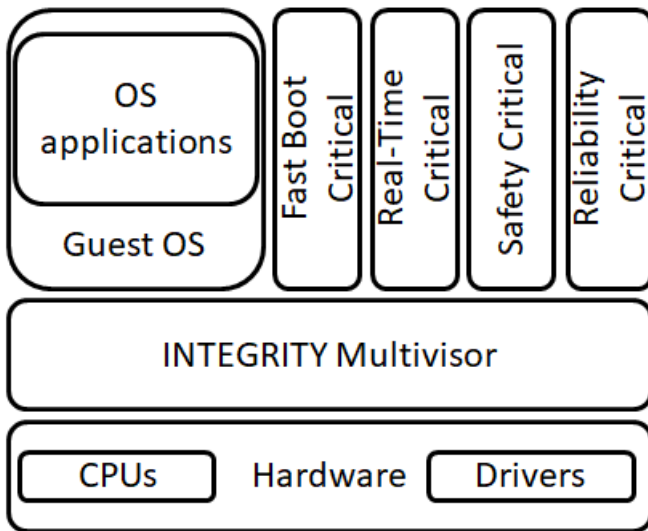 OS
applications
Guest OS
Fast Boot
Critical
Real-Time
Critical
Safety Critical
Reliability
Critical
INTEGRITY Multivisor
CPUs
Hardware
Drivers